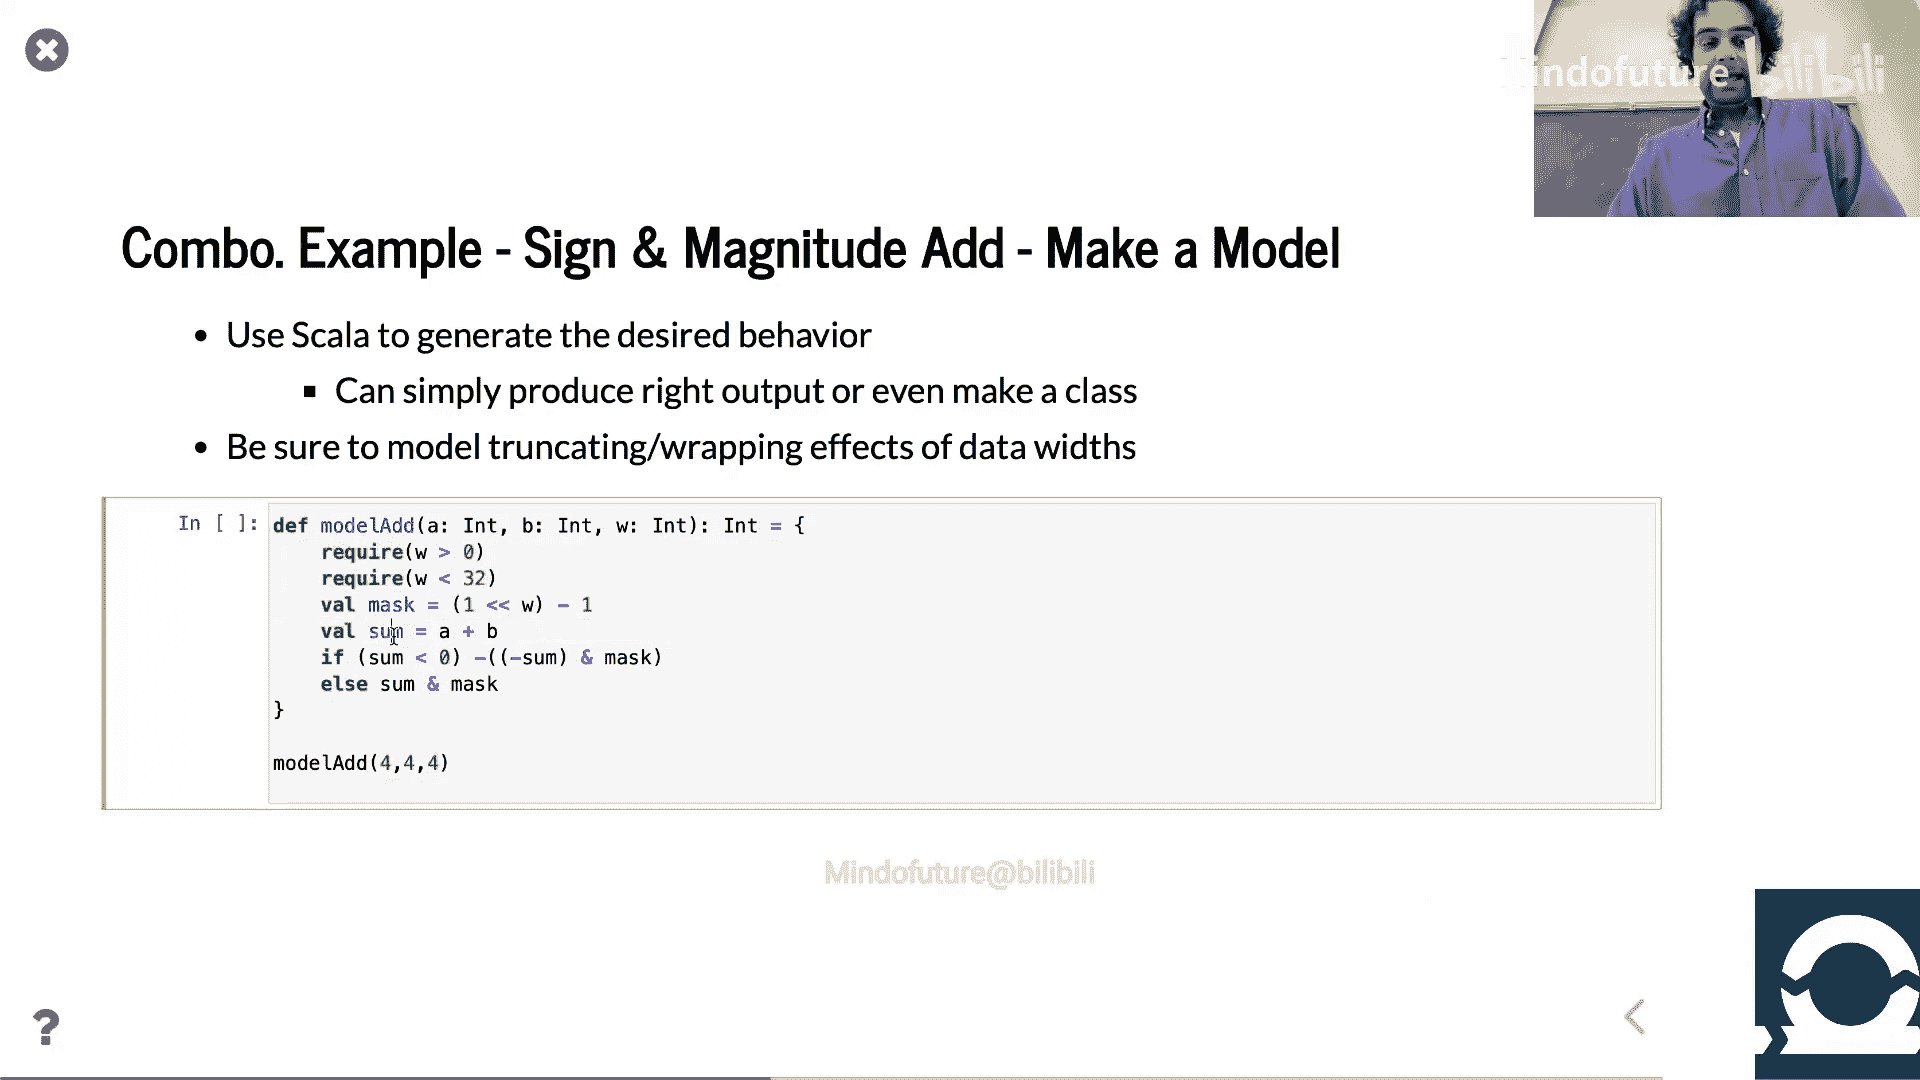 indofuture bilibili
Combo. Example - Sign & Magnitude Add - Make a Model
• Use Scala to generate the desired behavior
▪ Can simply produce right output or even make a class
• Be sure to model truncating/wrapping effects of data widths
In [ ]: def modelAdd(a: Int, b: Int, w: Int): Int = {
    require(w > 0)
    require(w < 32)
    val mask = (1 << w) - 1
    val sum = a + b
    if (sum < 0) -((-sum) & mask)
    else sum & mask
}
modelAdd(4,4,4)
Mindofuture@bilibili
?